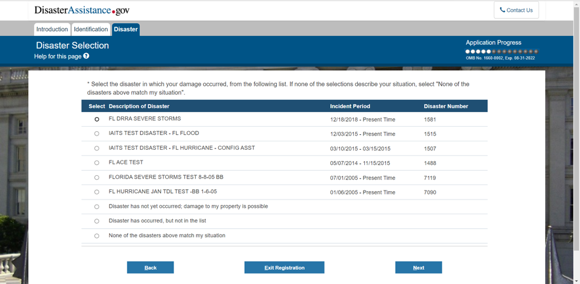 DisasterAssistance.gov
Contact Us
Introduction Identification Disaster
Disaster Selection
Help for this page
Application Progress
OMB No. 1660-0002, Exp. 08-31-2022
* Select the disaster in which your damage occurred, from the following list. If none of the selections describe your situation, select "None of the
disasters above match my situation".
Select Description of Disaster Incident Period Disaster Number
FL DRRA SEVERE STORMS 12/18/2018 - Present Time 1581
IAITS TEST DISASTER - FL FLOOD 12/03/2015 - Present Time 1515
IAITS TEST DISASTER - FL HURRICANE - CONFIG ASST 03/10/2015 - 03/15/2015 1507
FL ACE TEST 05/07/2014 - 11/15/2015 1488
FLORIDA SEVERE STORMS TEST 8-8-05 BB 07/01/2005 - Present Time 7119
FL HURRICANE JAN TDL TEST -BB 1-6-05 01/06/2005 - Present Time 7090
Disaster has not yet occurred; damage to my property is possible
Disaster has occurred, but not in the list
None of the disasters above match my situation
Back Exit Registration Next